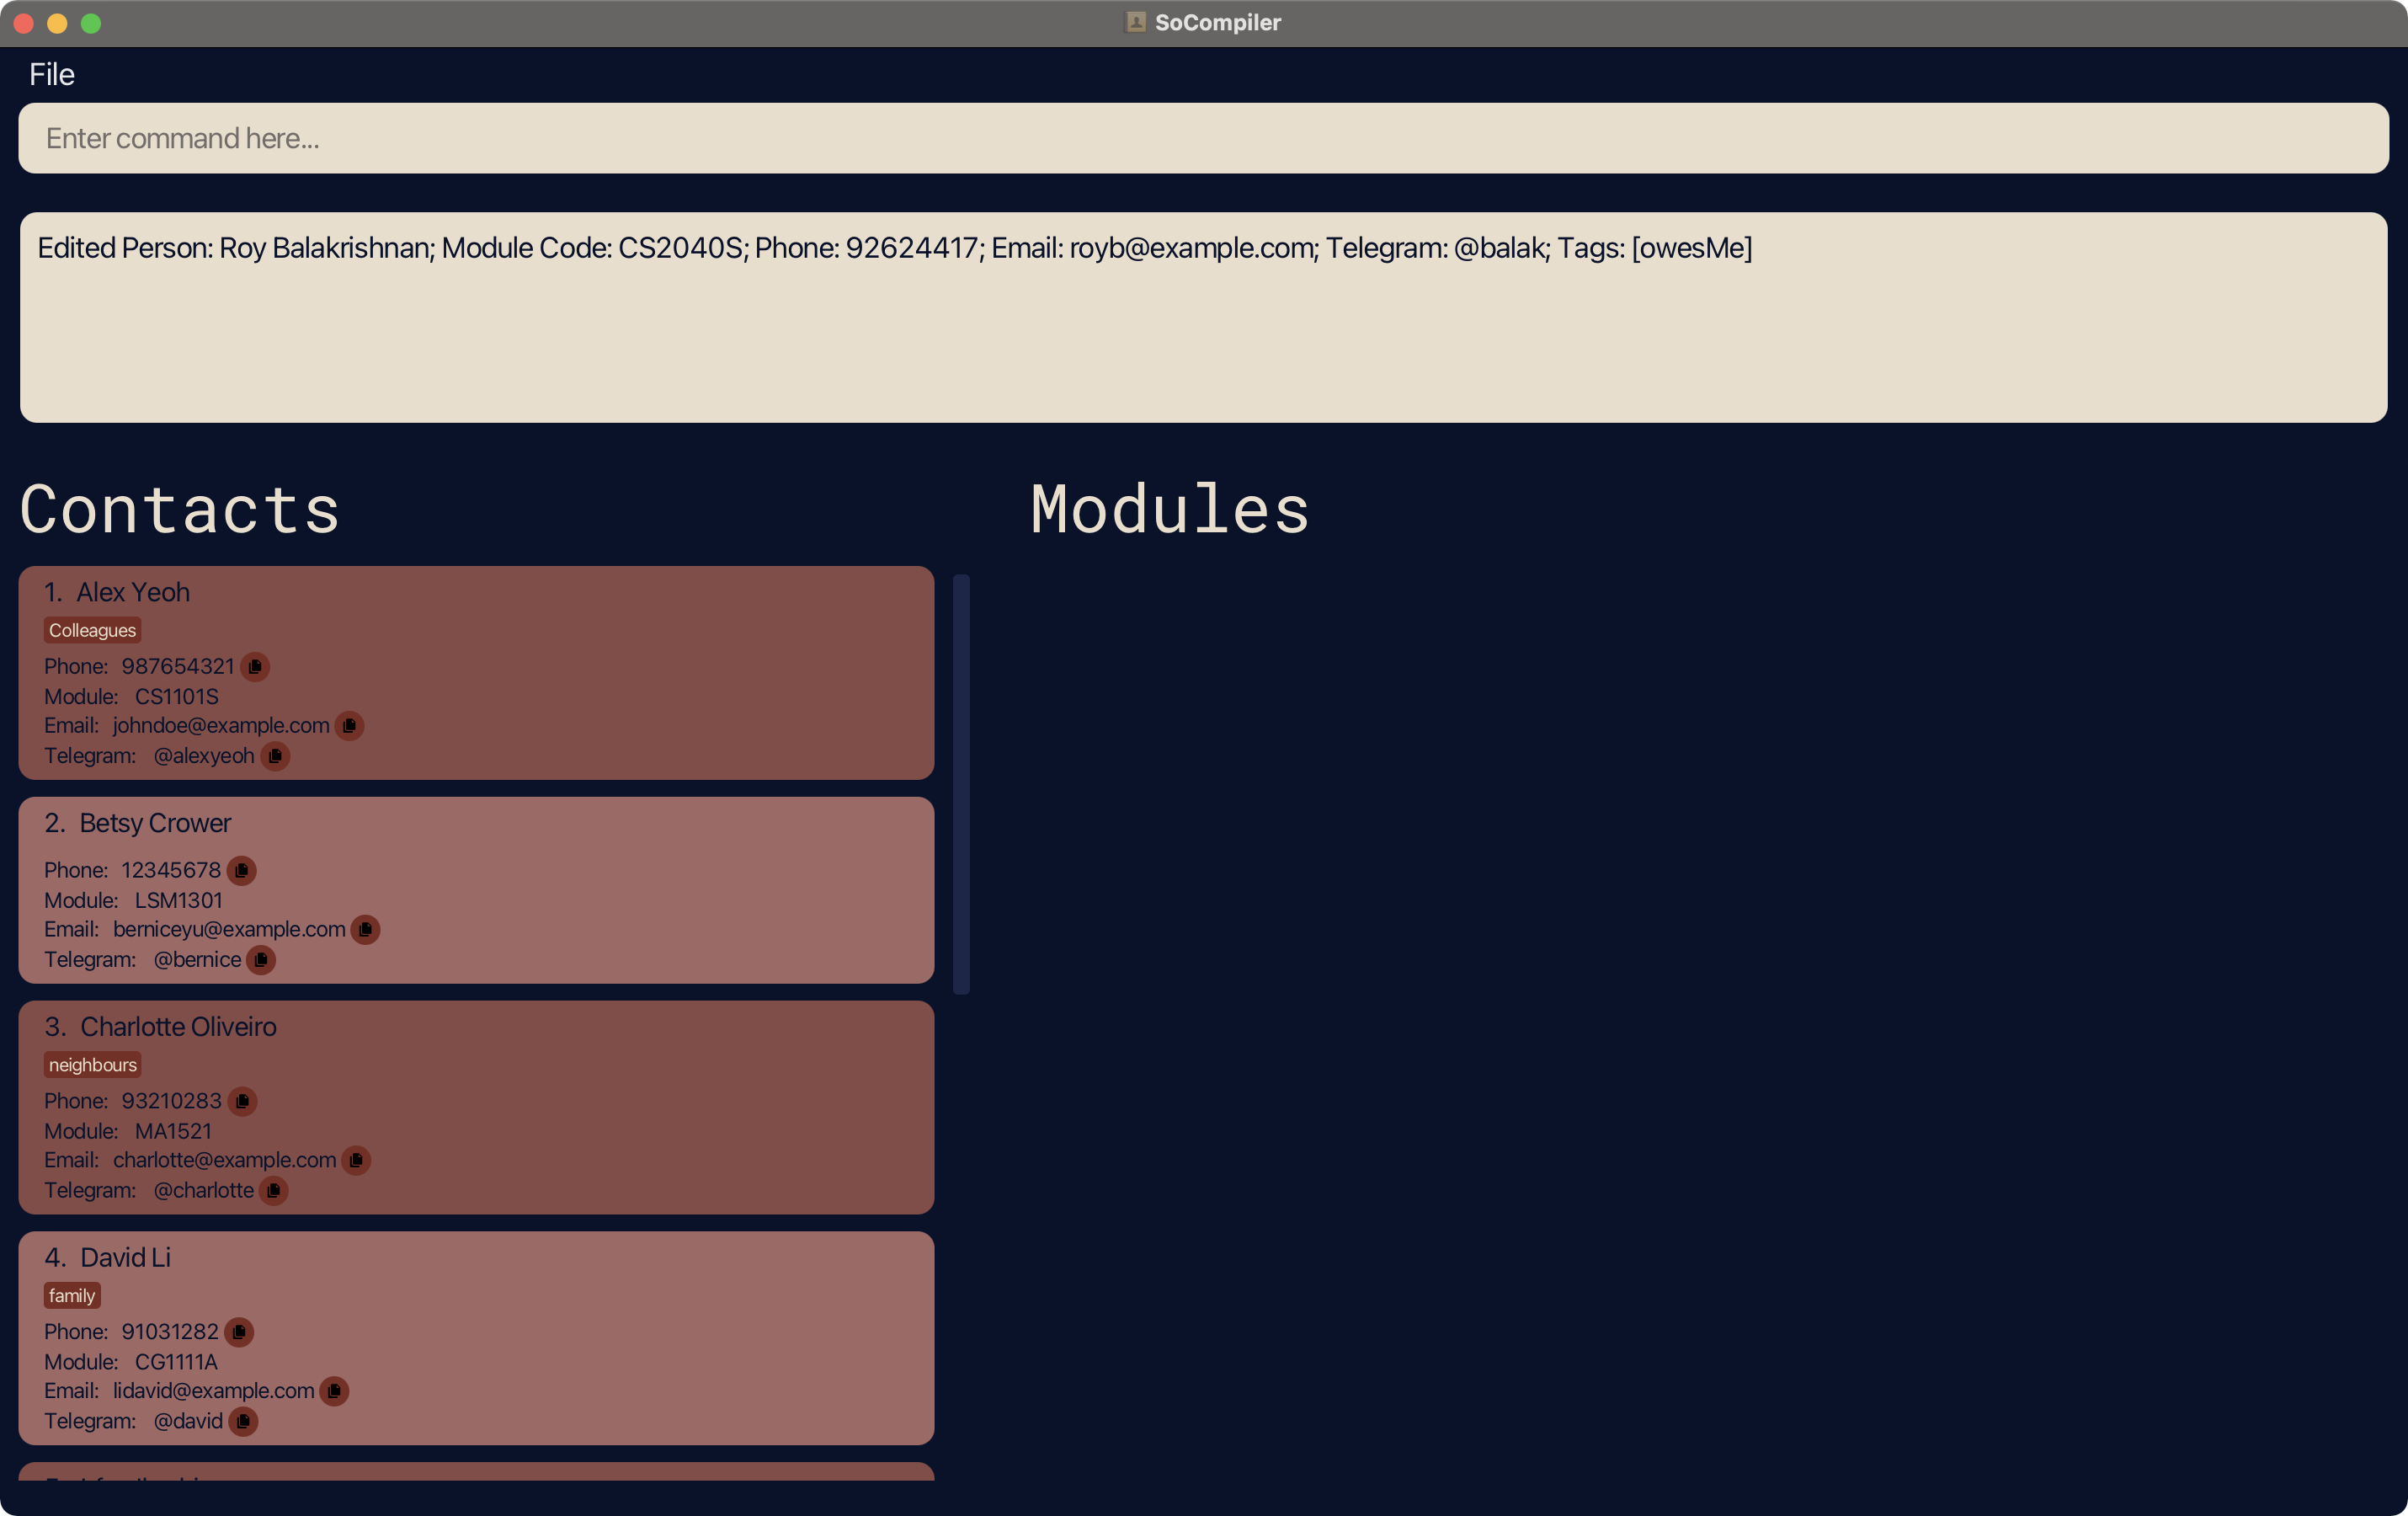 SoCompiler
File
Enter command here...
Edited Person: Roy Balakrishnan; Module Code: CS2040S; Phone: 92624417; Email: royb@example.com; Telegram: @balak; Tags: [owesMe]
Contacts
Modules
1. Alex Yeoh
Colleagues
Phone: 987654321
Module: CS1101S
Email: johndoe@example.com
Telegram: @alexyeoh
2. Betsy Crower
Phone: 12345678
Module: LSM1301
Email: berniceyu@example.com
Telegram: @bernice
3. Charlotte Oliveiro
neighbours
Phone: 93210283
Module: MA1521
Email: charlotte@example.com
Telegram: @charlotte
4. David Li
family
Phone: 91031282
Module: CG1111A
Email: lidavid@example.com
Telegram: @david